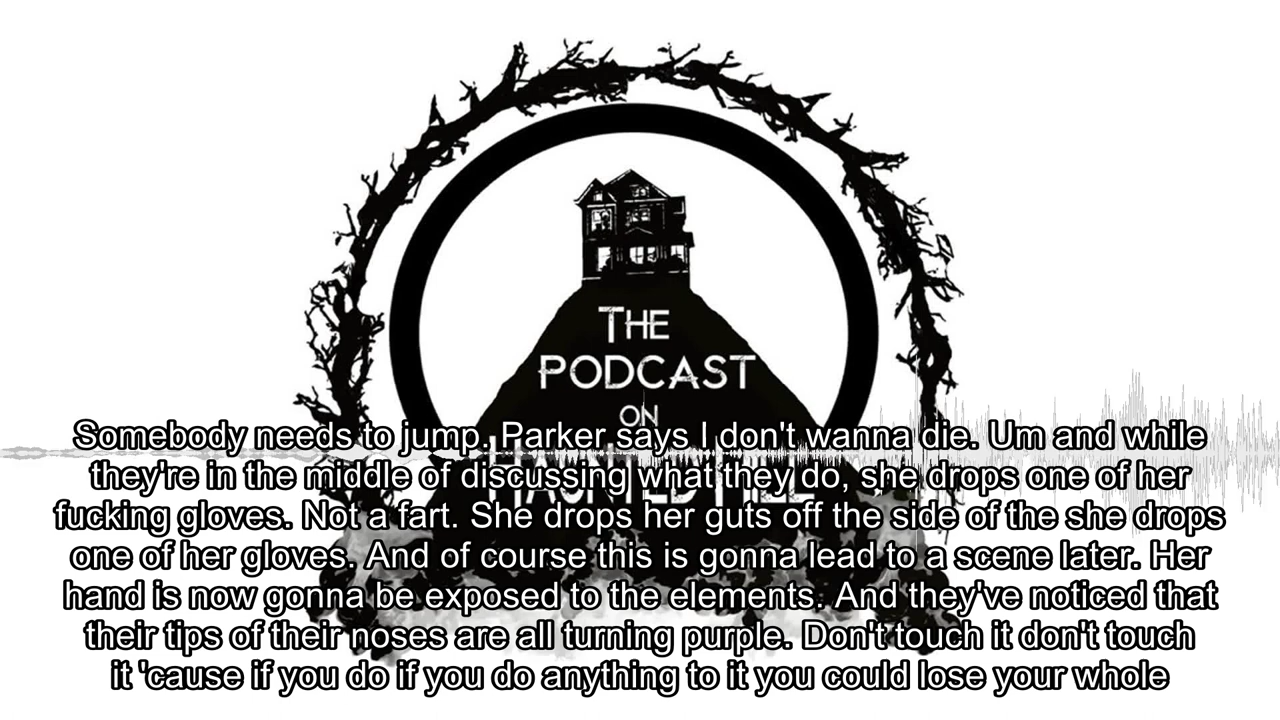 THE
PODCAST
ON
HAUNTED HILL
Somebody needs to jump. Parker says I don't wanna die. Um and while
they're in the middle of discussing what they do, she drops one of her
fucking gloves. Not a fart. She drops her guts off the side of the she drops
one of her gloves. And of course this is gonna lead to a scene later. Her
hand is now gonna be exposed to the elements. And they've noticed that
their tips of their noses are all turning purple. Don't touch it don't touch
it 'cause if you do if you do anything to it you could lose your whole